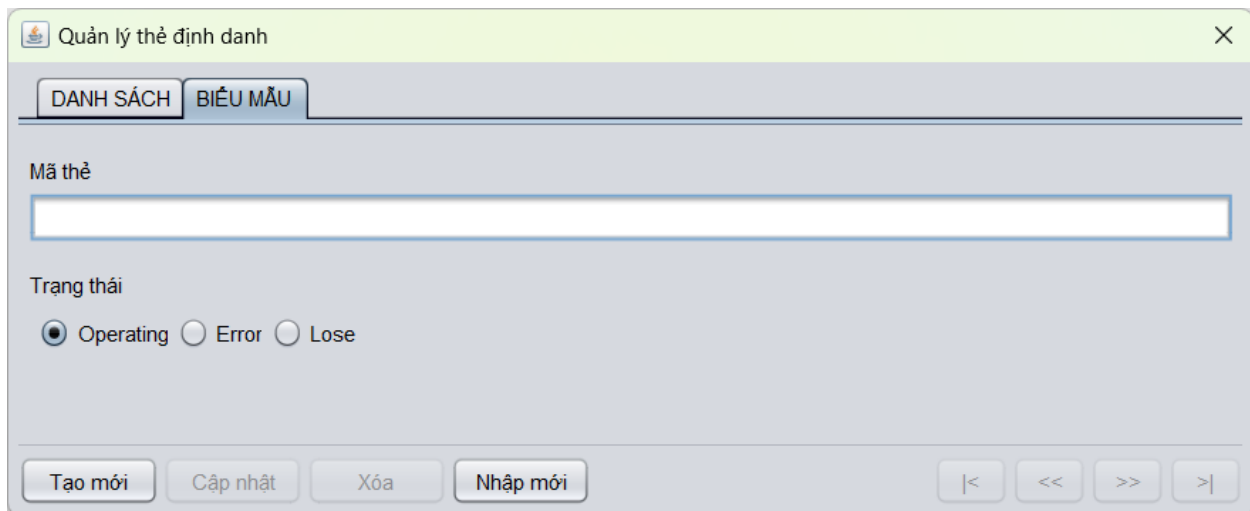 Quản lý thẻ định danh
DANH SÁCH BIỂU MẪU
Mã thẻ
Trạng thái
Operating Error Lose
Tạo mới Cập nhật Xóa Nhập mới |< << >> >|